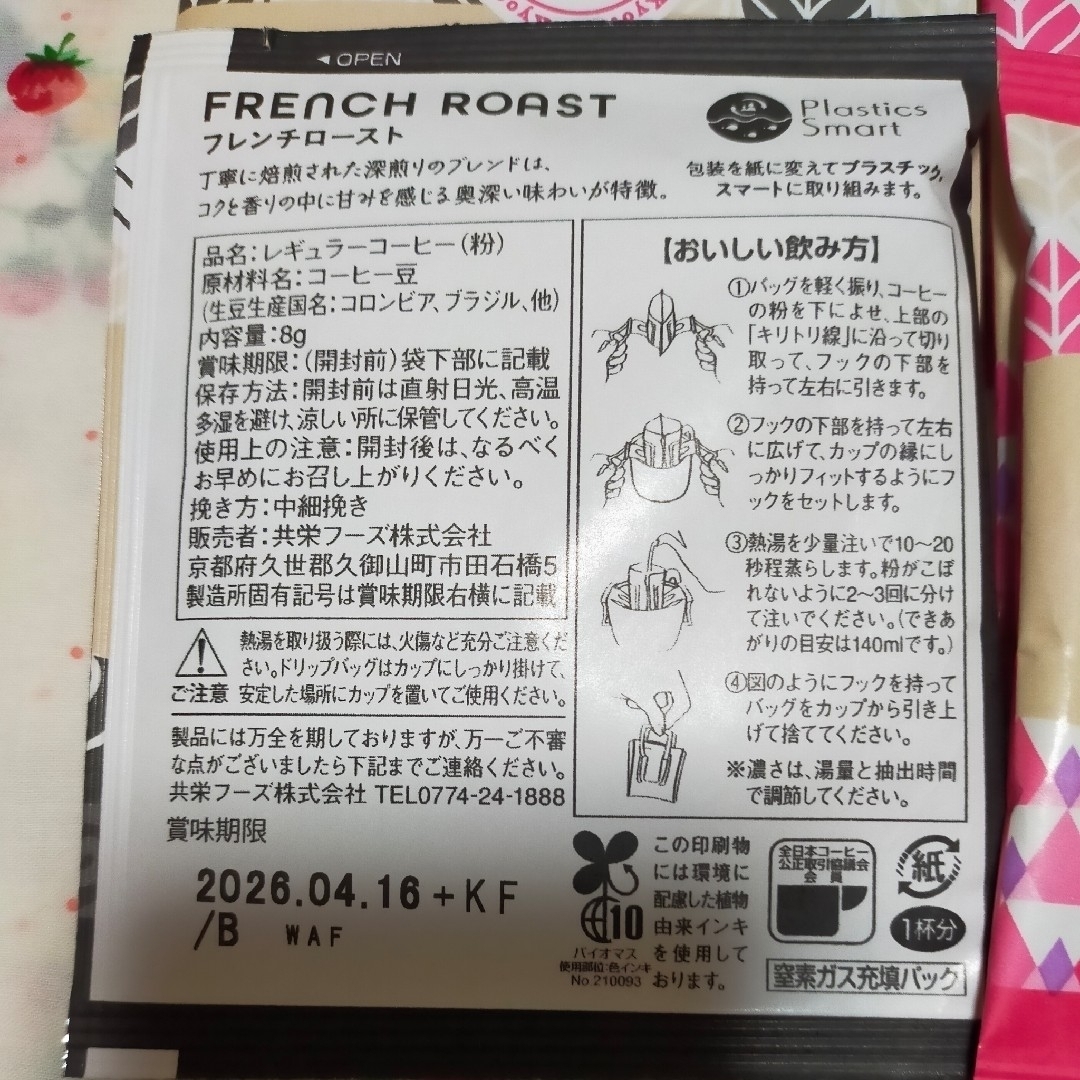 ◄OPEN
FRENCH ROAST
フレンチロースト
丁寧に焙煎された深煎りのブレンドは、
コクと香りの中に甘みを感じる奥深い味わいが特徴。
Plastics
Smart
包装を紙に変えてプラスチック
スマートに取り組みます。
品名:レギュラーコーヒー(粉)
原材料名:コーヒー豆
(生豆生産国名:コロンビア、ブラジル、他)
内容量:8g
賞味期限:(開封前)袋下部に記載
保存方法:開封前は直射日光、高温
多湿を避け、涼しい所に保管してください。
使用上の注意:開封後は、なるべく
お早めにお召し上がりください。
挽き方:中細挽き
販売者:共栄フーズ株式会社
京都府久世郡久御山町市田石橋5
製造所固有記号は賞味期限右横に記載
ご注意
熱湯を取り扱う際には、火傷など充分ご注意くだ
さい。ドリップバッグはカップにしっかり掛けて、
安定した場所にカップを置いてご使用ください。
製品には万全を期しておりますが、万一ご不審
な点がございましたら下記までご連絡ください。
共栄フーズ株式会社 TEL0774-24-1888
賞味期限
2026.04.16+KF
/B WAF
【おいしい飲み方】
①バッグを軽く振り、コーヒー
の粉を下によせ、上部の
「キリトリ線」に沿って切り
取って、フックの下部を
持って左右に引きます。
②フックの下部を持って左右
に広げて、カップの縁にし
っかりフィットするようにフ
ックをセットします。
③熱湯を少量注いで10〜20
秒程蒸らします。粉がこぼ
れないように2〜3回に分け
て注いでください。(できあ
がりの目安は140mlです。)
④図のようにフックを持って
バッグをカップから引き上
げて捨ててください。
※濃さは、湯量と抽出時間
で調節してください。
10
バイオマス
使用部位:色インキ
No.210093
この印刷物
には環境に
配慮した植物
由来インキ
を使用して
おります。
全日本コーヒー
公正取引協議会
会員
紙
1杯分
窒素ガス充填パック